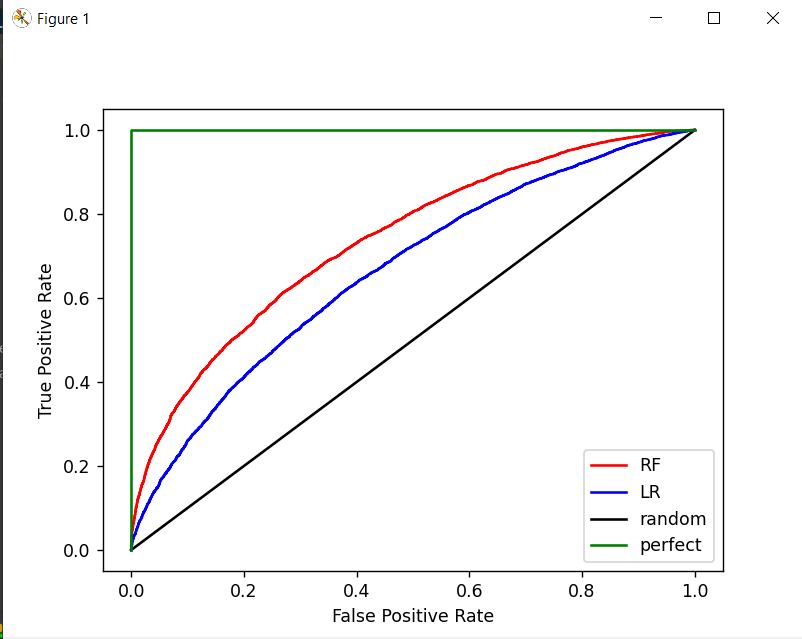 Figure 1
1.0
0.8
0.6
0.4
0.2
0.0
True Positive Rate
RF
LR
random
perfect
0.0 0.2 0.4 0.6 0.8 1.0
False Positive Rate